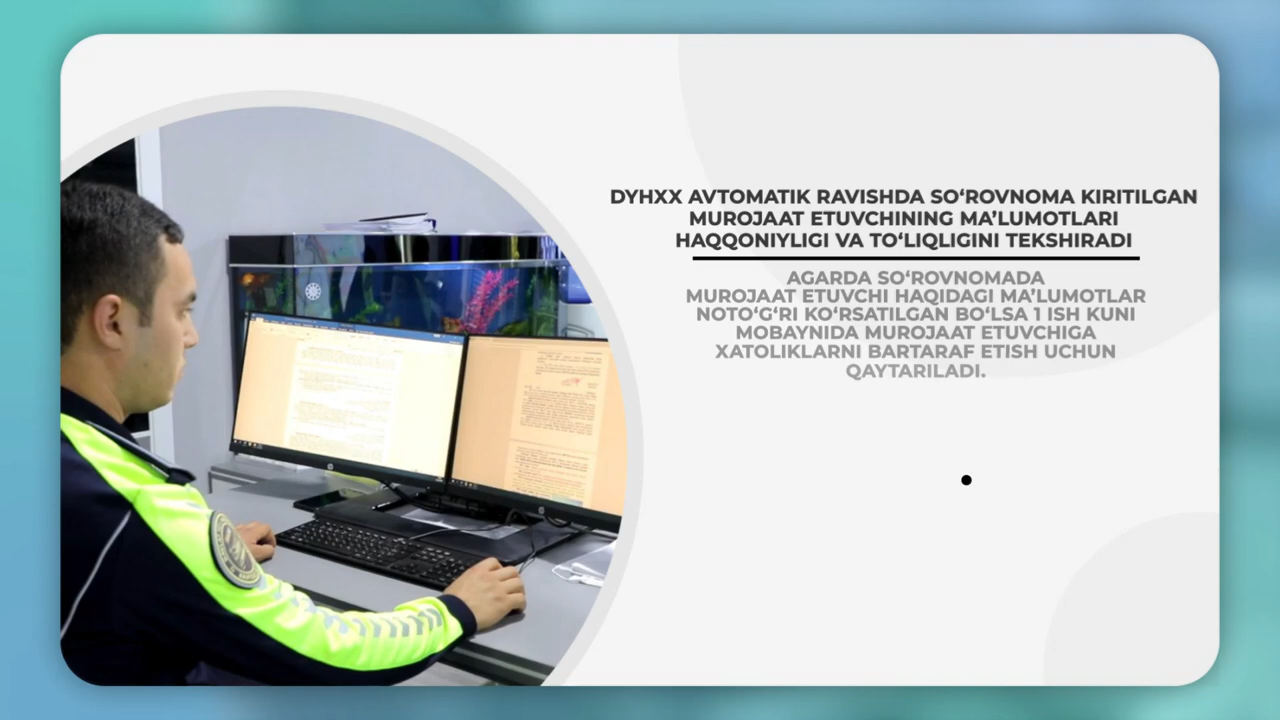 DYHXX AVTOMATIK RAVISHDA SO‘ROVNOMA KIRITILGAN
MUROJAAT ETUVCHINING MA’LUMOTLARI
HAQQONIYLIGI VA TO‘LIQLIGINI TEKSHIRADI
AGARDA SO‘ROVNOMADA
MUROJAAT ETUVCHI HAQIDAGI MA’LUMOTLAR
NOTO‘G‘RI KO‘RSATILGAN BO‘LSA 1 ISH KUNI
MOBAYNIDA MUROJAAT ETUVCHIGA
XATOLIKLARNI BARTARAF ETISH UCHUN
QAYTARILADI.